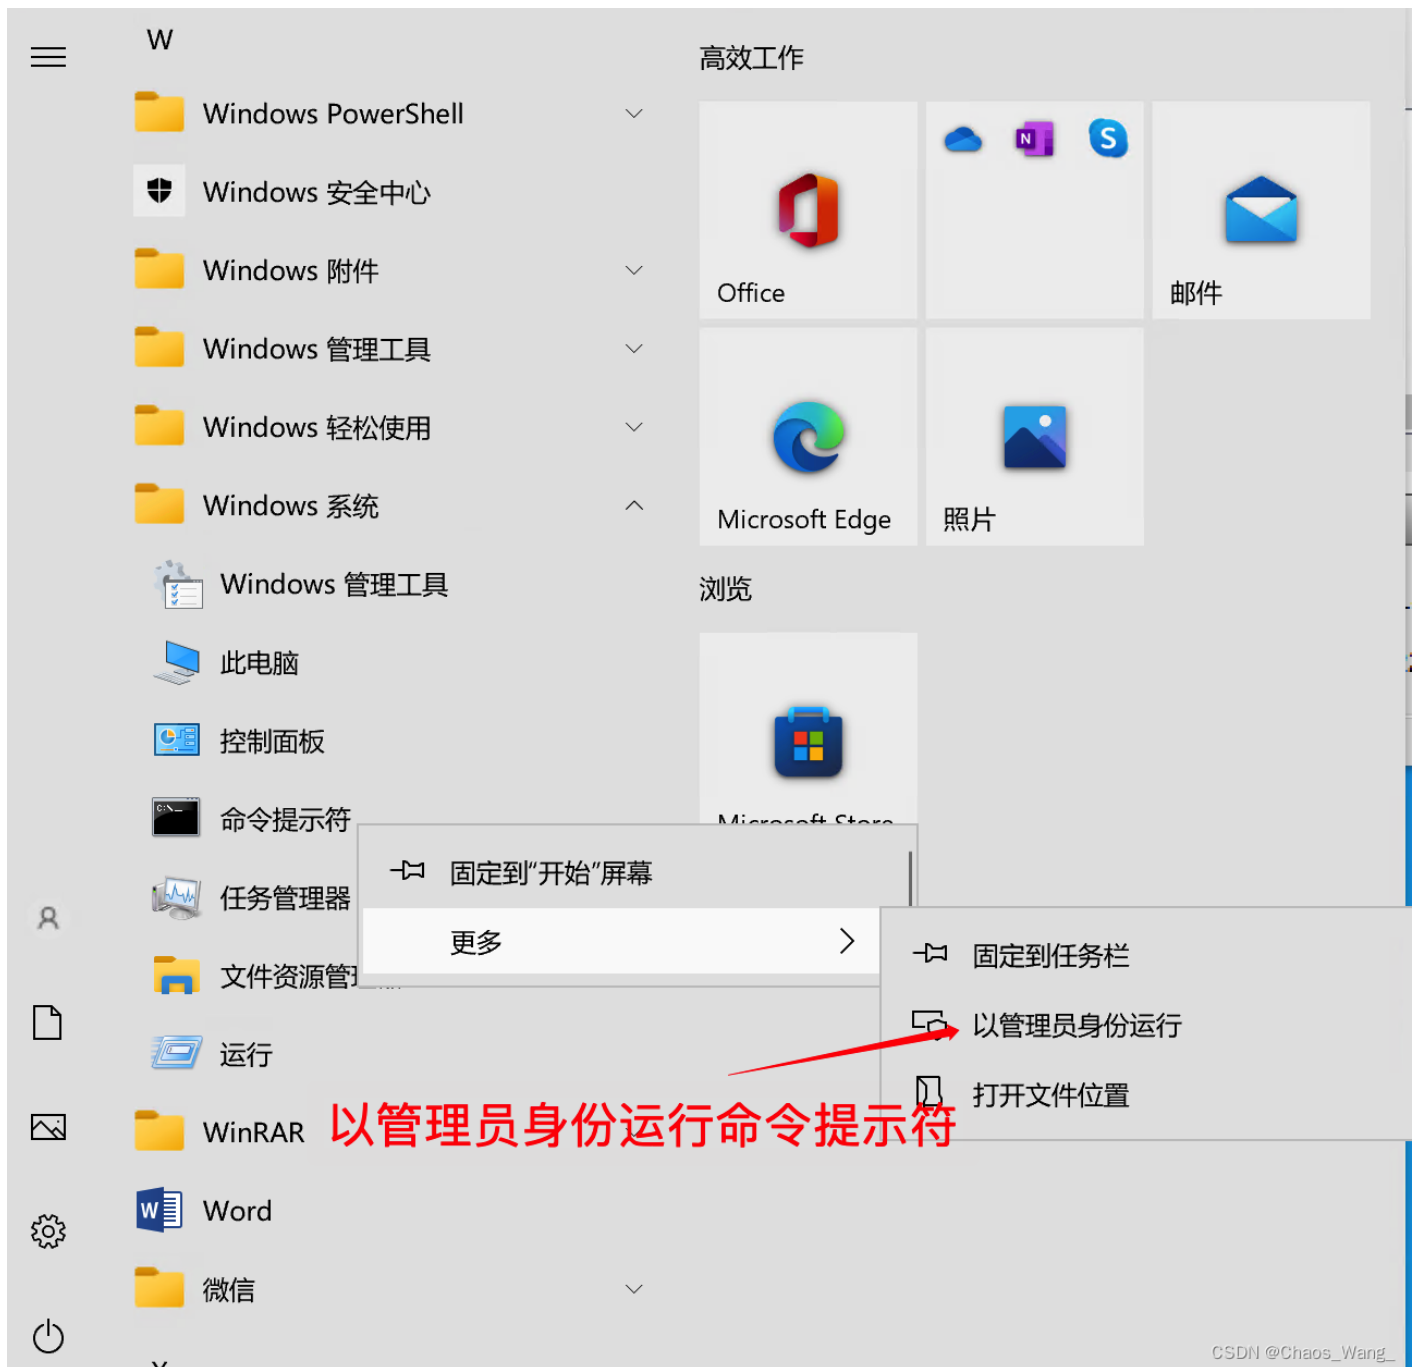 W
Windows PowerShell
Windows 安全中心
Windows 附件
Windows 管理工具
Windows 轻松使用
Windows 系统
Windows 管理工具
此电脑
控制面板
命令提示符
任务管理器
文件资源管
运行
WinRAR
Word
微信
高效工作
Office
邮件
Microsoft Edge
照片
浏览
Microsoft Store
固定到“开始”屏幕
更多
固定到任务栏
以管理员身份运行
打开文件位置
以管理员身份运行命令提示符
CSDN @Chaos_Wang_